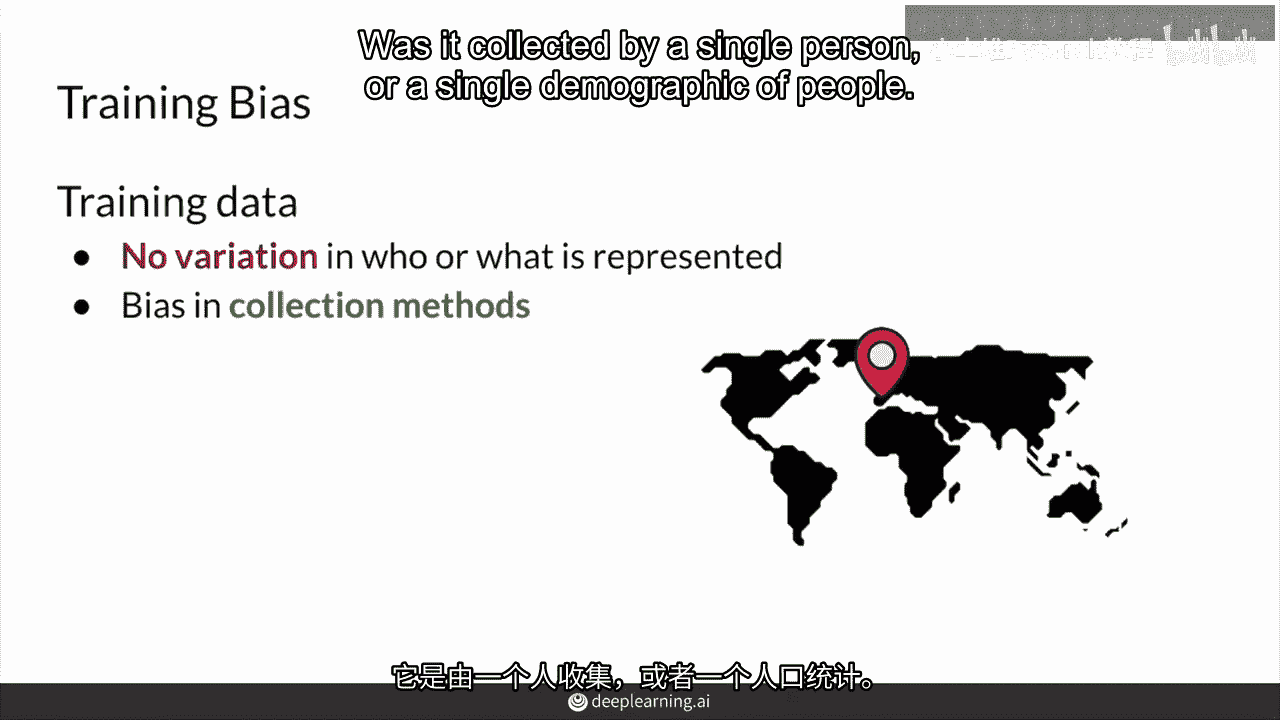 Was it collected by a single person,
or a single demographic of people.
Training Bias
Training data
● No variation in who or what is represented
● Bias in collection methods
它是由一个人收集，或者一个人口统计。
deeplearning.ai